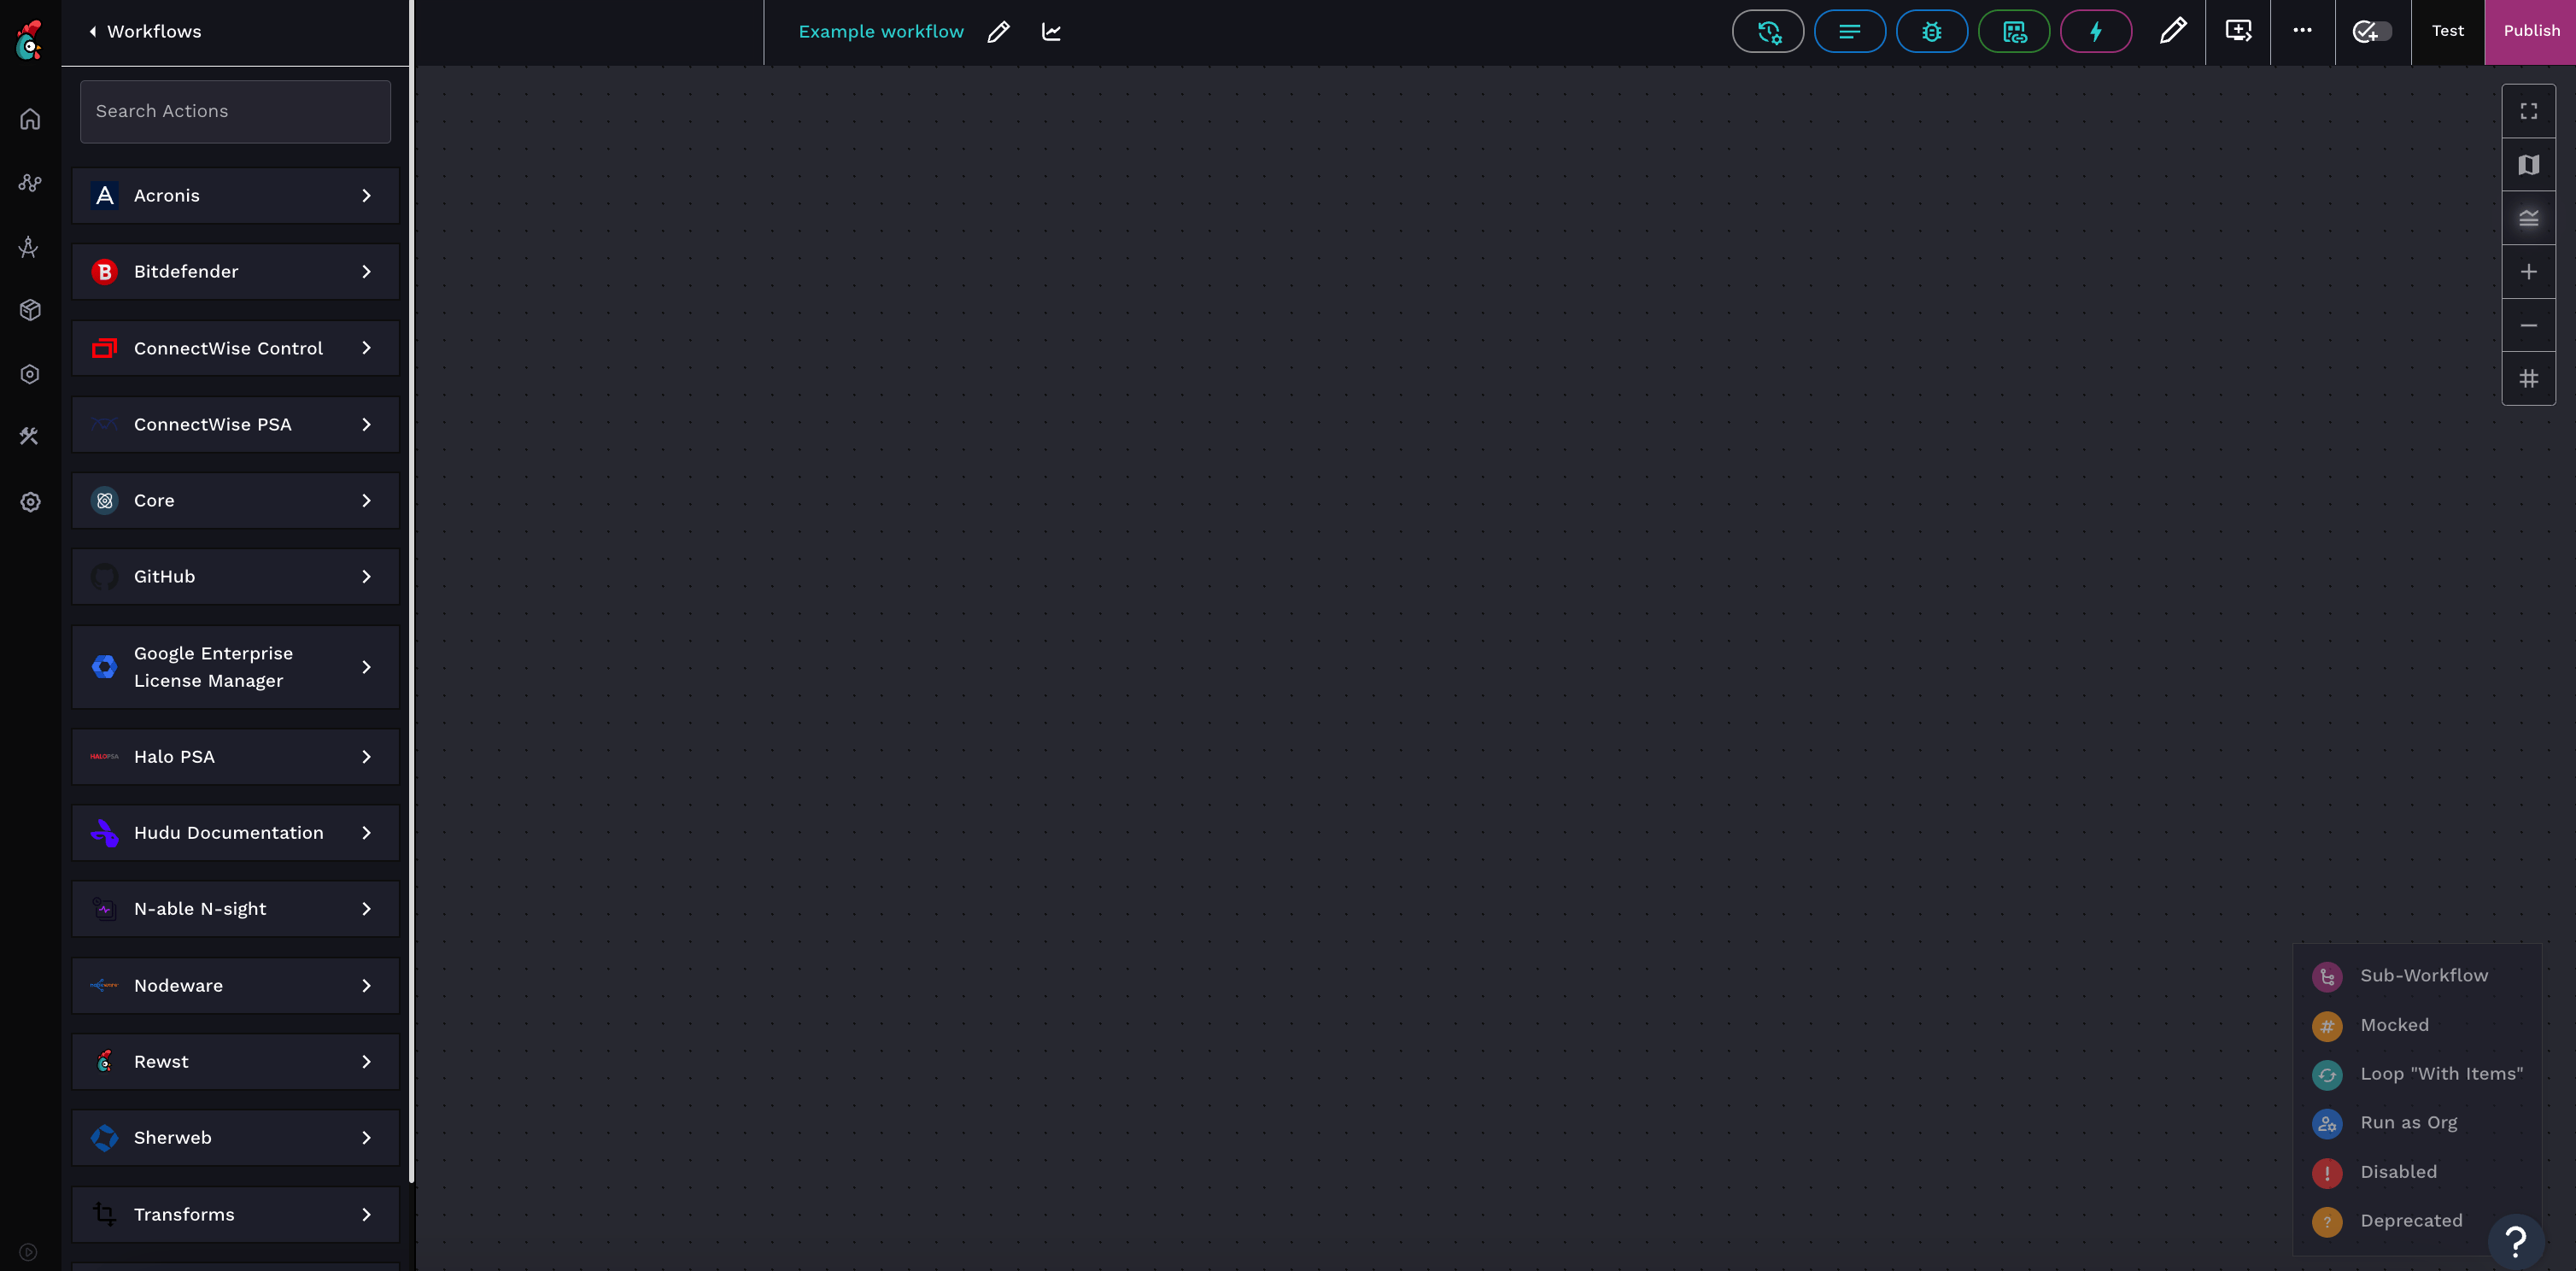 Workflows
Example workflow
Test
Publish
Search Actions
Acronis
Bitdefender
ConnectWise Control
ConnectWise PSA
Core
GitHub
Google Enterprise
License Manager
HALOPSA
Halo PSA
Hudu Documentation
N-able N-sight
Nodeware
Rewst
Sherweb
Transforms
Sub-Workflow
Mocked
Loop "With Items"
Run as Org
Disabled
Deprecated